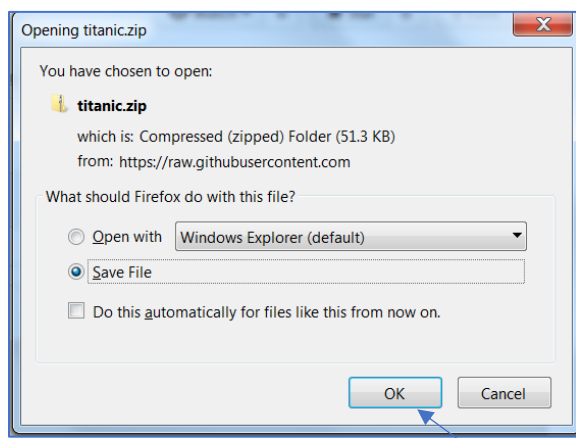 Opening titanic.zip
You have chosen to open:
titanic.zip
which is: Compressed (zipped) Folder (51.3 KB)
from: https://raw.githubusercontent.com
What should Firefox do with this file?
Open with Windows Explorer (default)
Save File
Do this automatically for files like this from now on.
OK Cancel